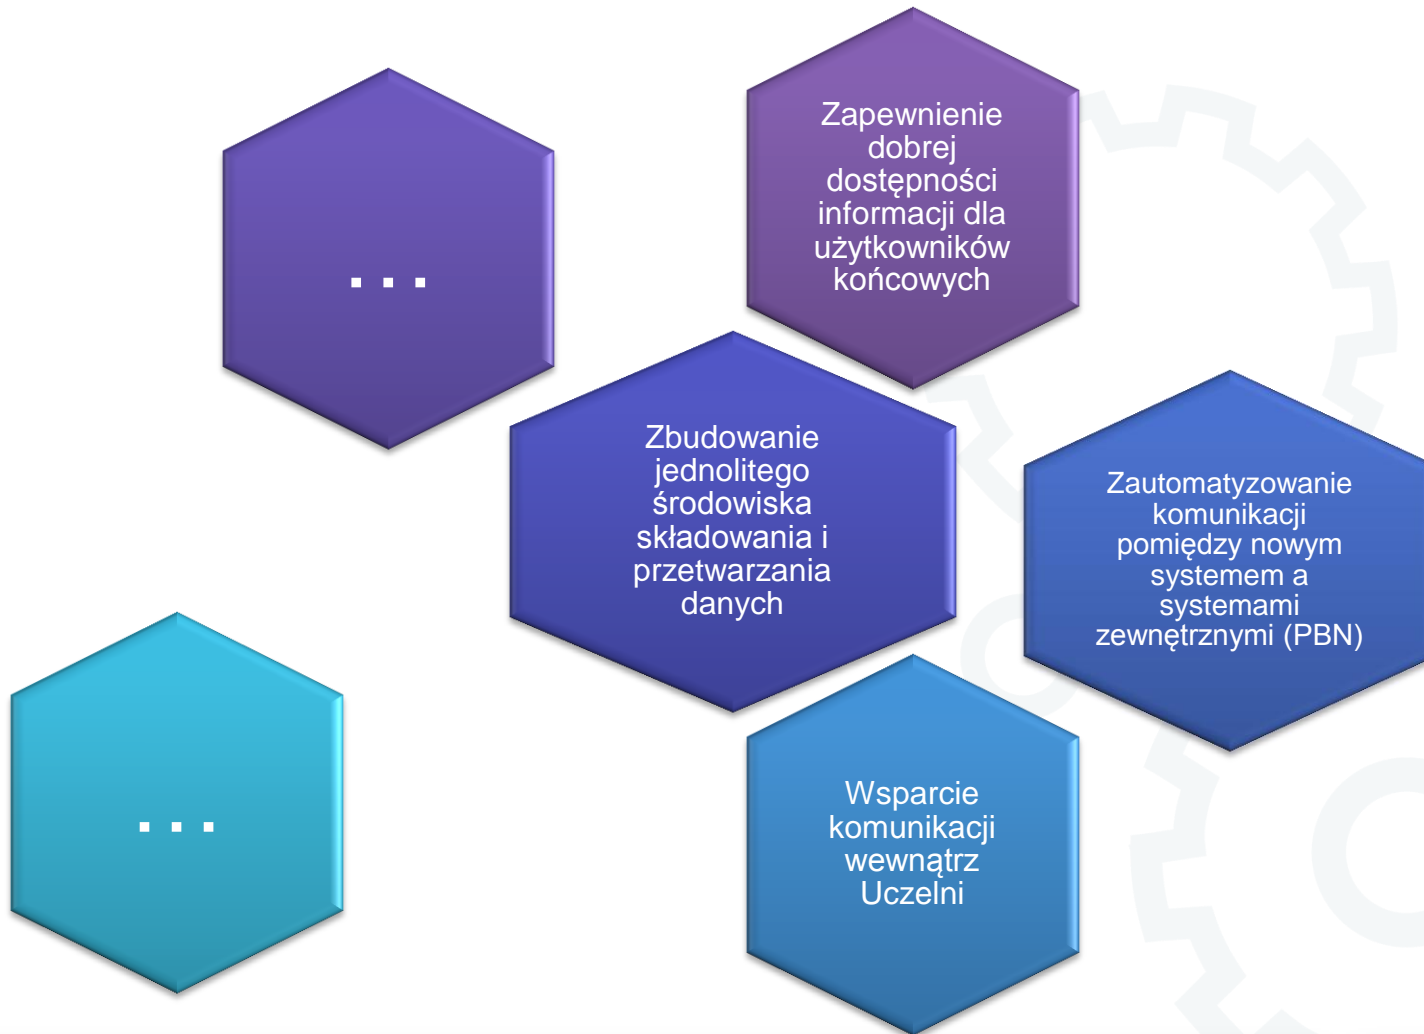 Zapewnienie
dobrej
dostępności
informacji dla
użytkowników
końcowych
. . .
Zbudowanie
jednolitego
środowiska
składowania i
przetwarzania
danych
Zautomatyzowanie
komunikacji
pomiędzy nowym
systemem a
systemami
zewnętrznymi (PBN)
. . .
Wsparcie
komunikacji
wewnątrz
Uczelni